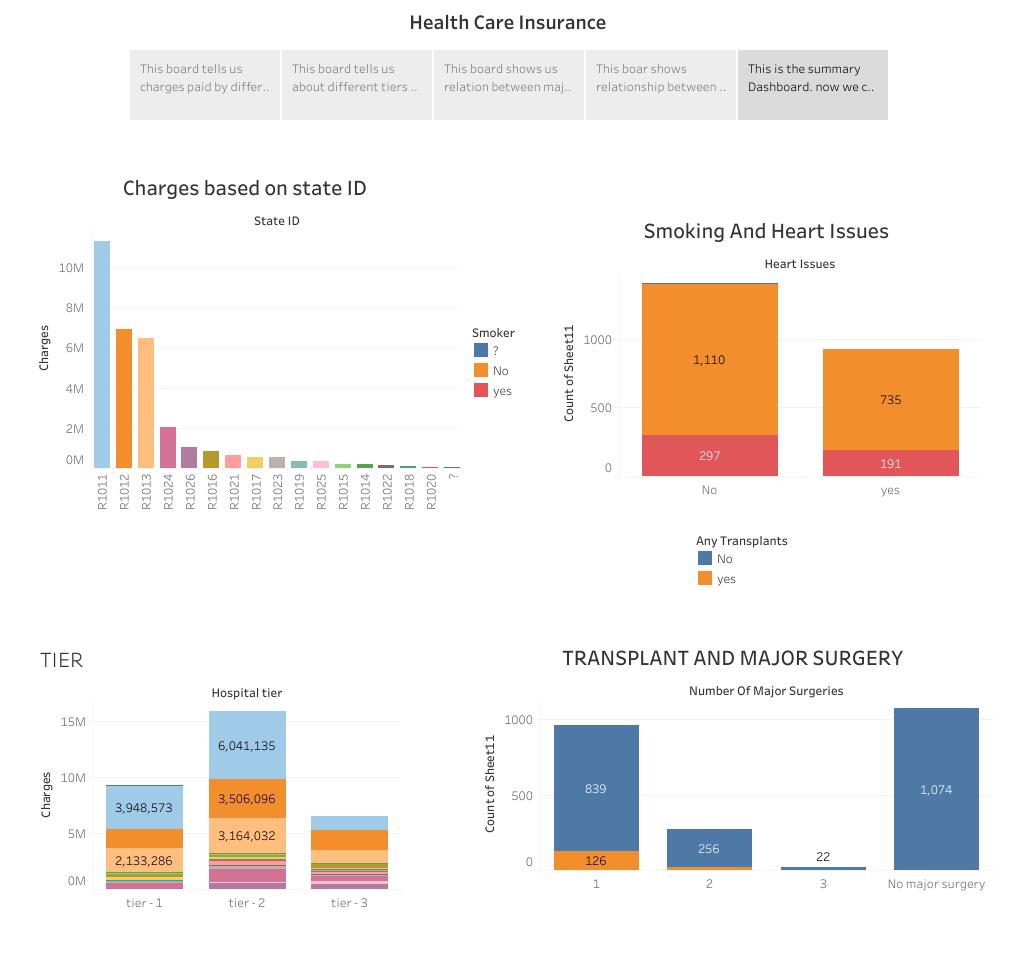 Health Care Insurance
This board tells us
charges paid by differ..
This board tells us
about different tiers ..
This board shows us
relation between maj..
This boar shows
relationship between ..
This is the summary
Dashboard. now we c..
Charges based on state ID
State ID
Charges
10M
8M
6M
4M
2M
0M
R1011
R1012
R1013
R1024
R1026
R1016
R1021
R1017
R1023
R1019
R1025
R1015
R1014
R1022
R1018
R1020
?
Smoker
?
No
yes
Smoking And Heart Issues
Heart Issues
Count of Sheet11
1000
500
0
1,110
297
735
191
No
yes
Any Transplants
No
yes
TIER
Hospital tier
Charges
15M
10M
5M
0M
3,948,573
2,133,286
6,041,135
3,506,096
3,164,032
tier - 1
tier - 2
tier - 3
TRANSPLANT AND MAJOR SURGERY
Number Of Major Surgeries
Count of Sheet11
1000
500
0
839
126
256
22
1,074
1
2
3
No major surgery